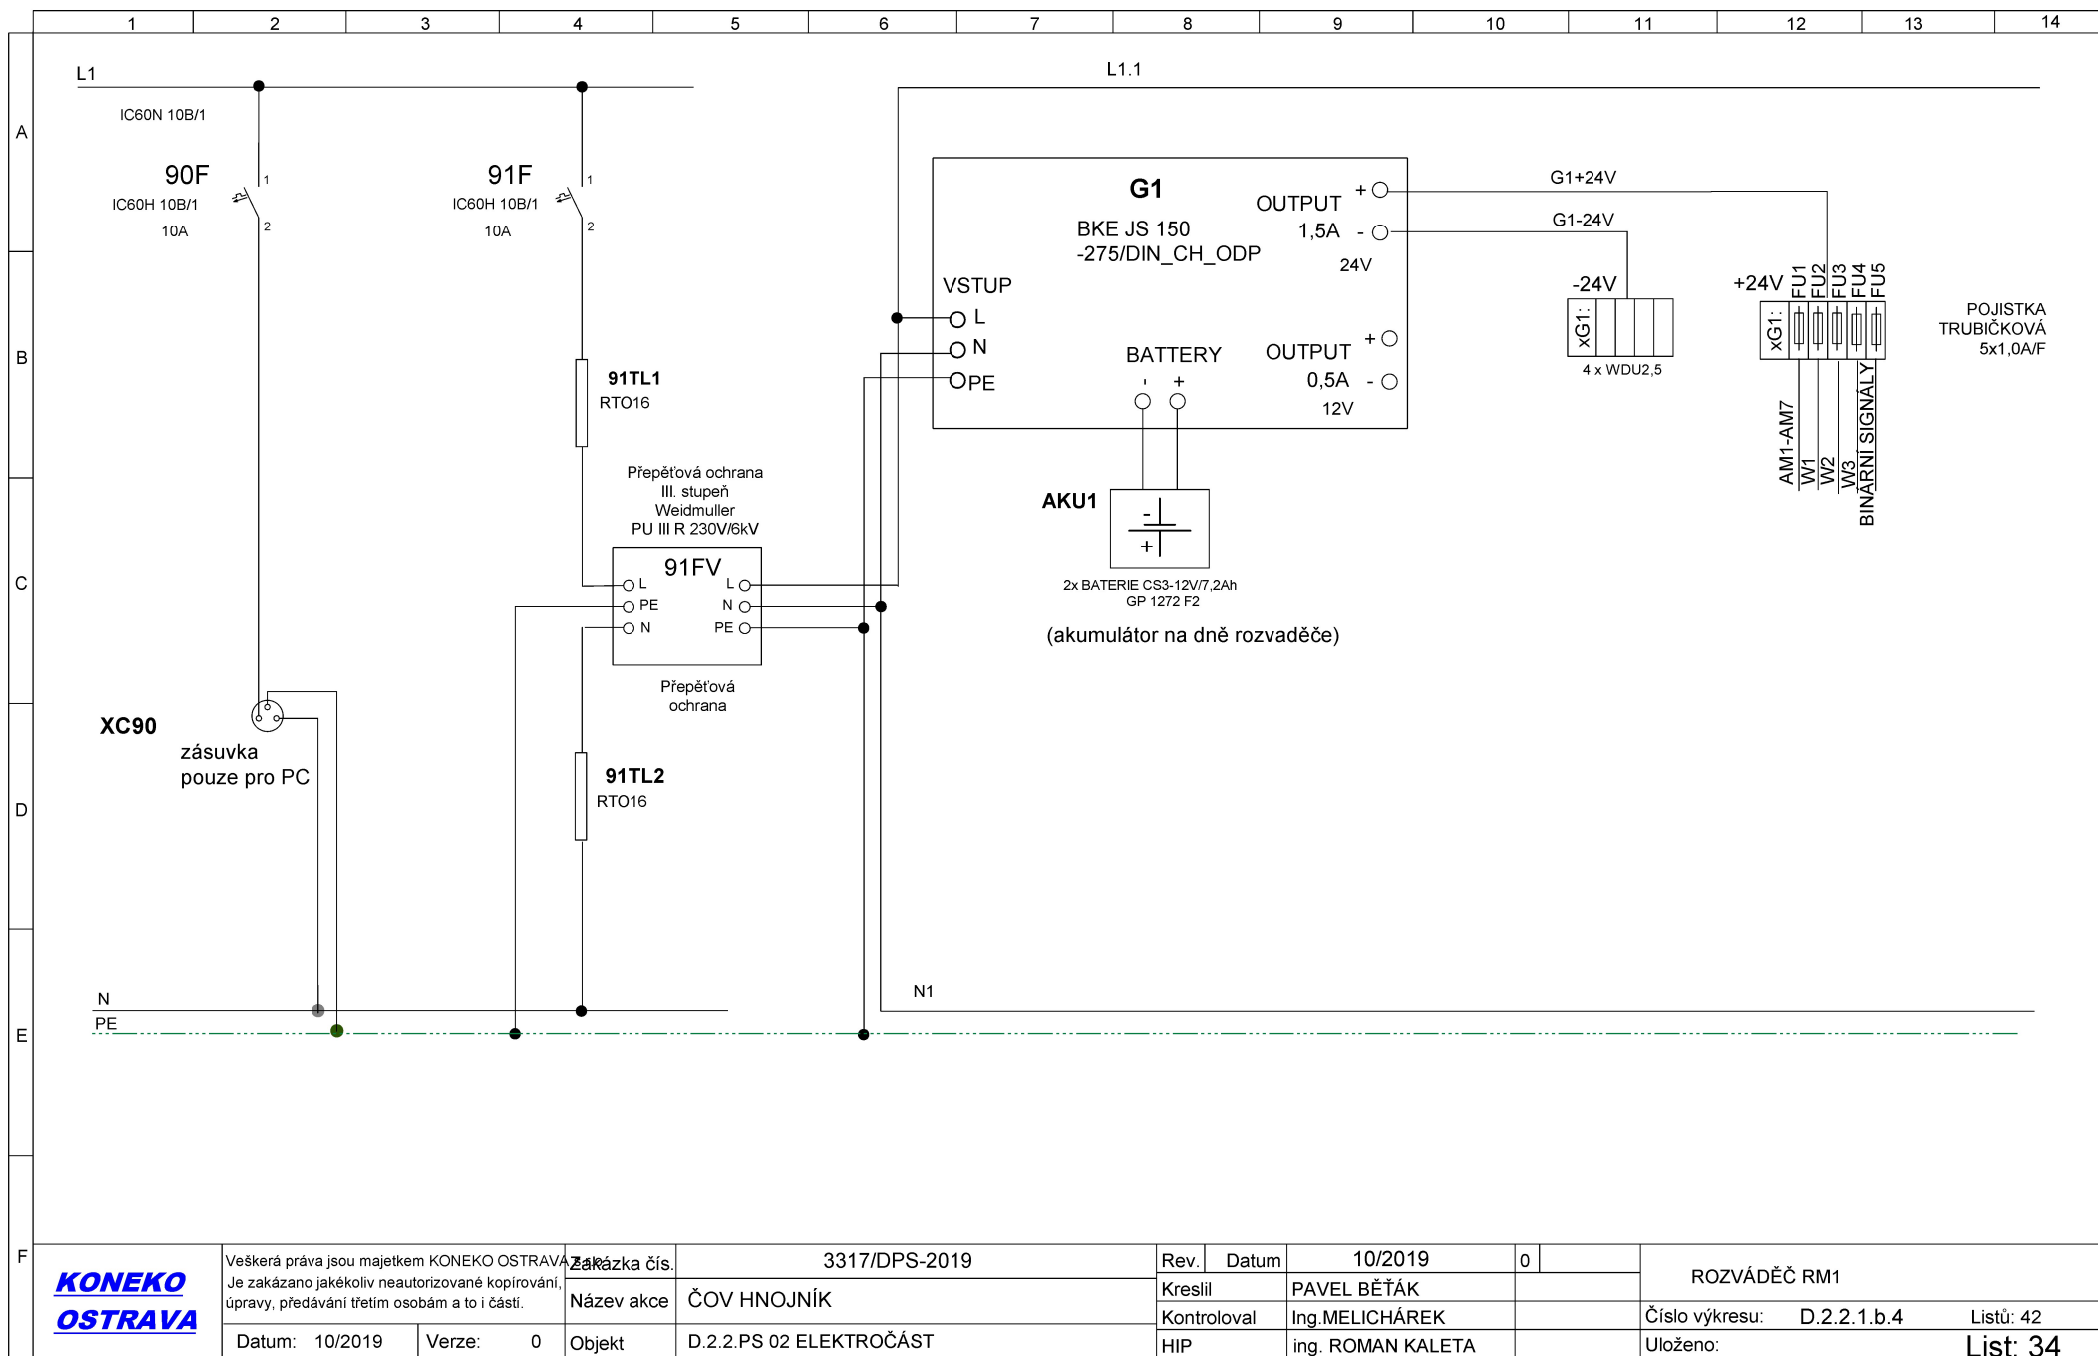 1 2 3 4 5 6 7 8 9 10 11 12 13 14
A
B
C
D
E
F
L1
L1.1
IC60N 10B/1
90F
1
IC60H 10B/1
10A
2
91F
1
IC60H 10B/1
10A
2
91TL1
RTO16
Přepěťová ochrana
III. stupeň
Weidmuller
PU III R 230V/6kV
91FV
L L
PE N
N PE
Přepěťová
ochrana
91TL2
RTO16
XC90
zásuvka
pouze pro PC
N
PE
N1
G1
BKE JS 150
-275/DIN_CH_ODP
VSTUP
L
N
PE
OUTPUT +
1,5A -
24V
BATTERY
- +
OUTPUT +
0,5A -
12V
AKU1
-
+
2x BATERIE CS3-12V/7,2Ah
GP 1272 F2
(akumulátor na dně rozvaděče)
G1+24V
G1-24V
-24V
xG1:
4 x WDU2,5
+24V
FU1
FU2
FU3
FU4
FU5
xG1:
AM1-AM7
W1
W2
W3
BINÁRNÍ SIGNÁLY
POJISTKA
TRUBIČKOVÁ
5x1,0A/F
KONEKO
OSTRAVA
Veškerá práva jsou majetkem KONEKO OSTRAVA
Je zakázano jakékoliv neautorizované kopírování,
úpravy, předávání třetím osobám a to i částí.
Datum: 10/2019 Verze: 0
Zakázka čís. 3317/DPS-2019
Název akce ČOV HNOJNÍK
Objekt D.2.2.PS 02 ELEKTROČÁST
Rev. Datum 10/2019 0
Kreslil PAVEL BĚŤÁK
Kontroloval Ing.MELICHÁREK
HIP ing. ROMAN KALETA
ROZVÁDĚČ RM1
Číslo výkresu: D.2.2.1.b.4 Listů: 42
Uloženo: List: 34